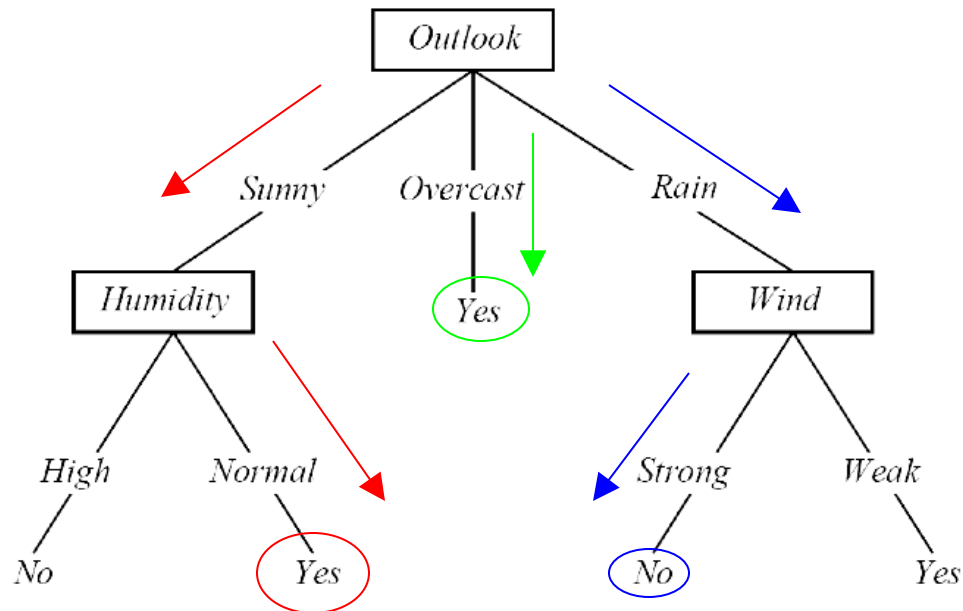 Outlook
Sunny Overcast Rain
Humidity Yes Wind
High Normal Strong Weak
No Yes No Yes